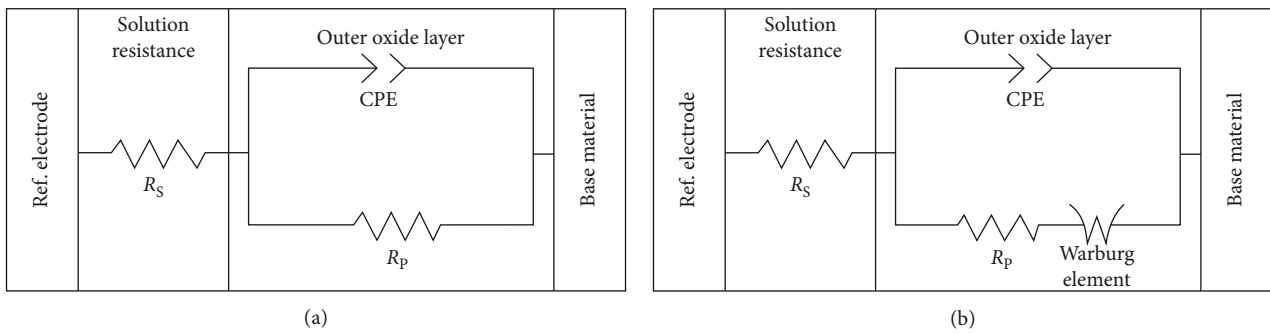 Ref. electrode
Solution
resistance
R_S
Outer oxide layer
CPE
R_P
Base material
(a)
Ref. electrode
Solution
resistance
R_S
Outer oxide layer
CPE
R_P
Warburg
element
Base material
(b)